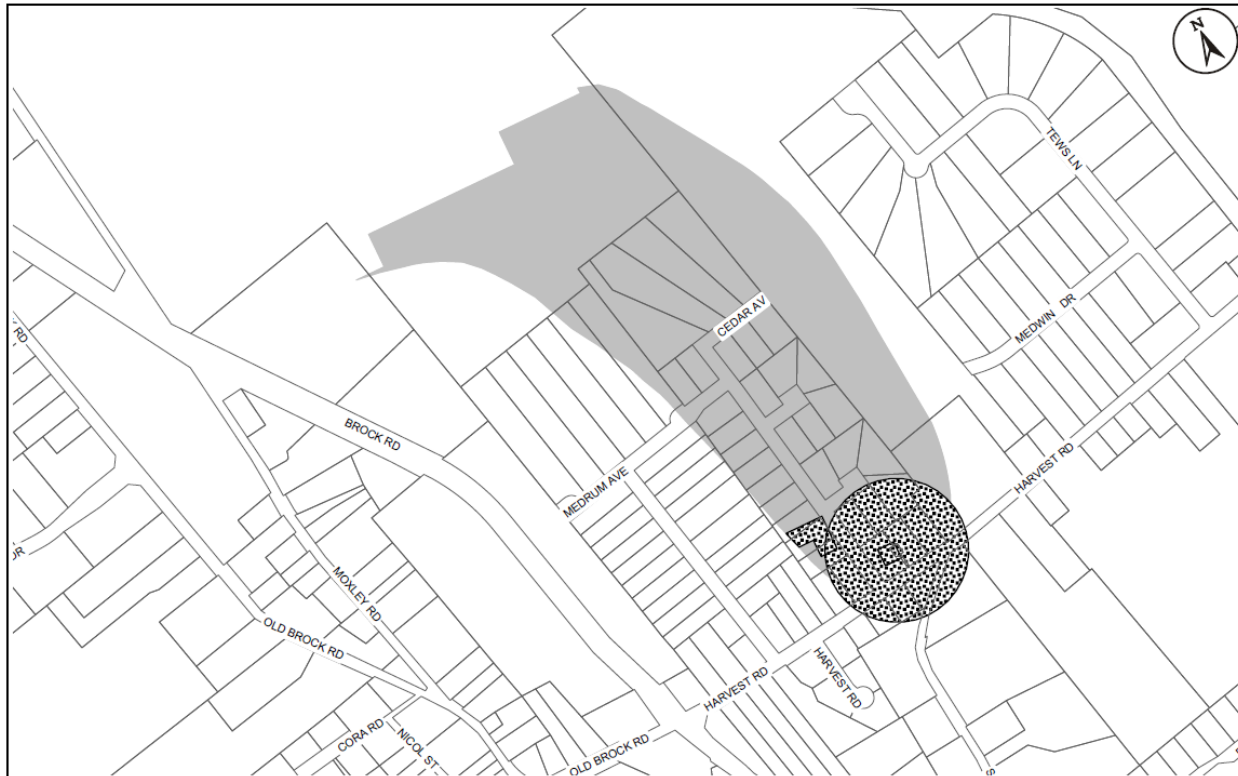 N
TEWS LN
CEDAR AV
MEDWIN DR
RD
BROCK RD
HARVEST RD
MEDRUM AVE
DR
MOXLEY RD
OLD BROCK RD
HARVEST RD
HARVEST RD
CORA RD
NICOL ST
OLD BROCK RD
S